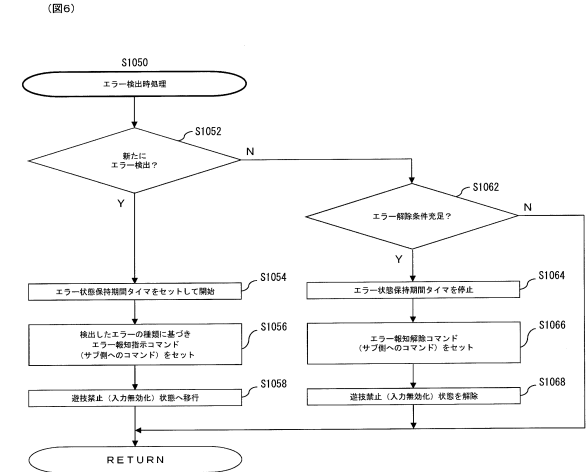 （図6）
S1050
エラー検出時処理
S1052
新たに
エラー検出？
N
Y
S1062
エラー解除条件充足？
N
Y
S1054
エラー状態保持期間タイマをセットして開始
S1064
エラー状態保持期間タイマを停止
S1056
検出したエラーの種類に基づき
エラー報知指示コマンド
（サブ側へのコマンド）をセット
S1066
エラー報知解除コマンド
（サブ側へのコマンド）をセット
S1058
遊技禁止（入力無効化）状態へ移行
S1068
遊技禁止（入力無効化）状態を解除
RETURN